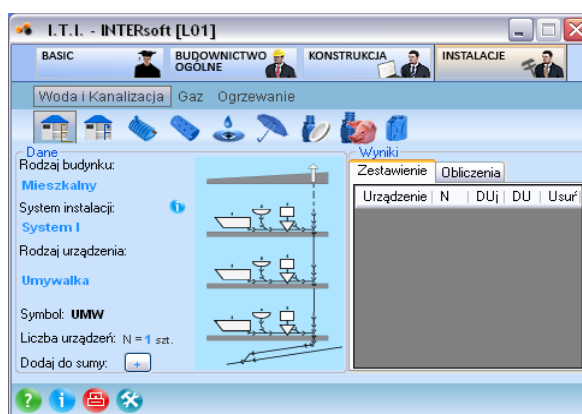 I.T.I. - INTERsoft [L01]
BASIC
BUDOWNICTWO OGÓLNE
KONSTRUKCJA
INSTALACJE
Woda i Kanalizacja Gaz Ogrzewanie
Dane
Rodzaj budynku:
Mieszkalny
System instalacji:
System I
Rodzaj urządzenia:
Umywalka
Symbol: UMW
Liczba urządzeń: N = 1 szt.
Dodaj do sumy: +
Wyniki
Zestawienie Obliczenia
Urządzenie N DUj DU Usuń